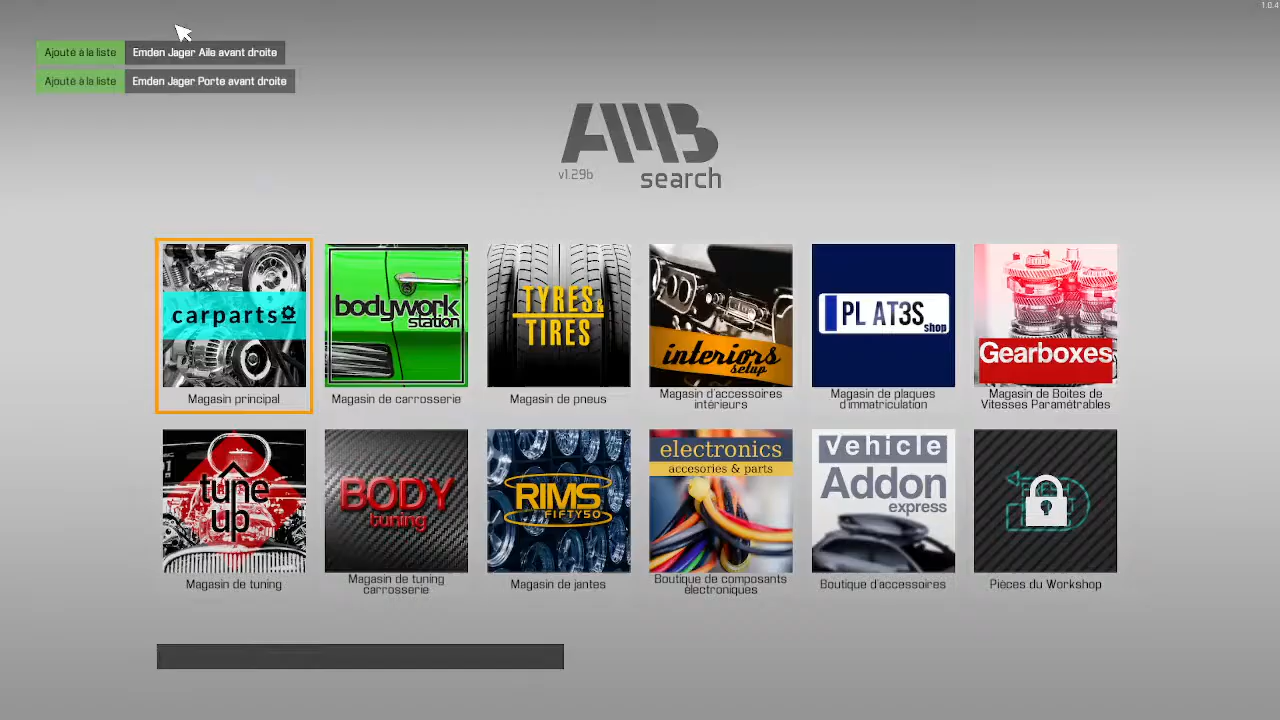 1.0.4
Ajouté à la liste Emden Jager Aile avant droite
Ajouté à la liste Emden Jager Porte avant droite
AMB
v1.29b search
carparts
Magasin principal
bodywork
station
Magasin de carrosserie
TYRES&
TIRES
Magasin de pneus
interiors
setup
Magasin d'accessoires
intérieurs
PL AT3S
shop
Magasin de plaques
d'immatriculation
Gearboxes
Magasin de Boîtes de
Vitesses Paramétrables
tune
up
Magasin de tuning
BODY
tuning
Magasin de tuning
carrosserie
RIMS
FIFTY50
Magasin de jantes
electronics
accesories & parts
Boutique de composants
électroniques
vehicle
Addon
express
Boutique d'accessoires
Pièces du Workshop